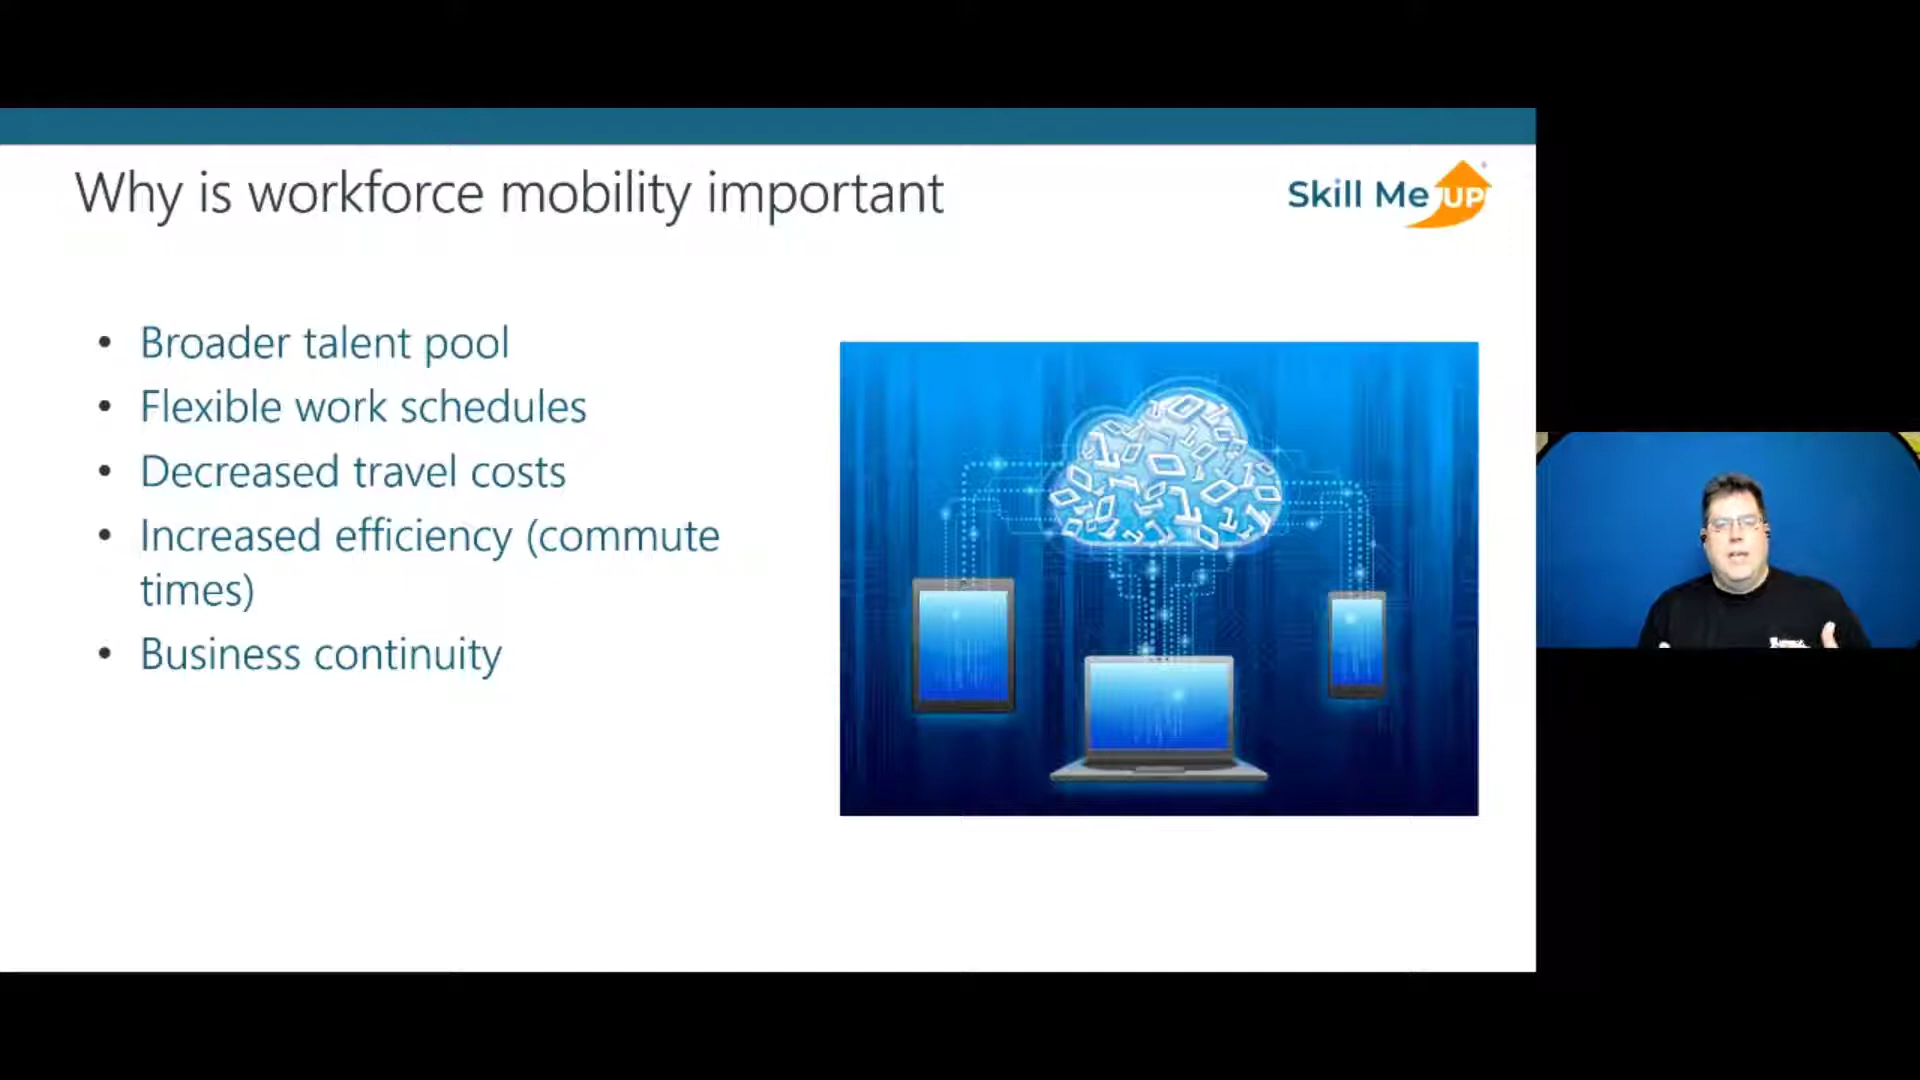 Why is workforce mobility important
Skill Me UP
• Broader talent pool
• Flexible work schedules
• Decreased travel costs
• Increased efficiency (commute
times)
• Business continuity